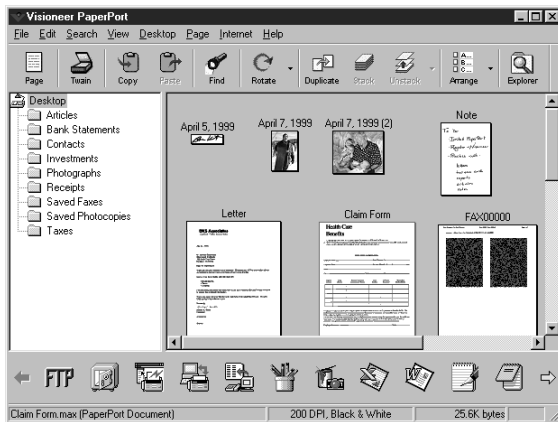 Visioneer PaperPort
File Edit Search View Desktop Page Internet Help
Page Twain Copy Paste Find Rotate Duplicate Stack Unstack Arrange Explorer
Desktop
Articles
Bank Statements
Contacts
Investments
Photographs
Receipts
Saved Faxes
Saved Photocopies
Taxes
April 5, 1999
April 7, 1999
April 7, 1999 (2)
Note
Letter
Claim Form
Health Care
Benefits
FAX00000
FTP
Claim Form.max (PaperPort Document) 200 DPI, Black & White 25.6K bytes